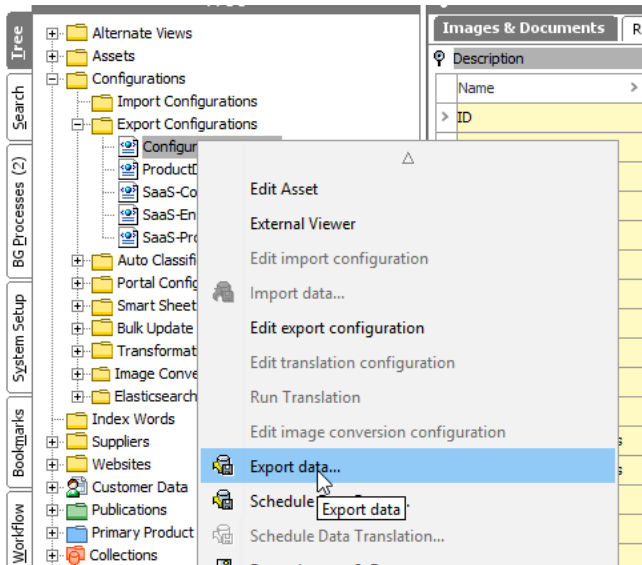 Tree
Search
BG Processes (2)
System Setup
Bookmarks
Workflow
Alternate Views
Assets
Configurations
Import Configurations
Export Configurations
Configur
ProductD
SaaS-Co
SaaS-En
SaaS-Pro
Auto Classifi
Portal Config
Smart Sheet
Bulk Update
Transformat
Image Conve
Elasticsearch
Index Words
Suppliers
Websites
Customer Data
Publications
Primary Product
Collections
Edit Asset
External Viewer
Edit import configuration
Import data...
Edit export configuration
Edit translation configuration
Run Translation
Edit image conversion configuration
Export data...
Schedule
Export data
Schedule Data Translation...
Images & Documents
R
Description
Name >
> ID